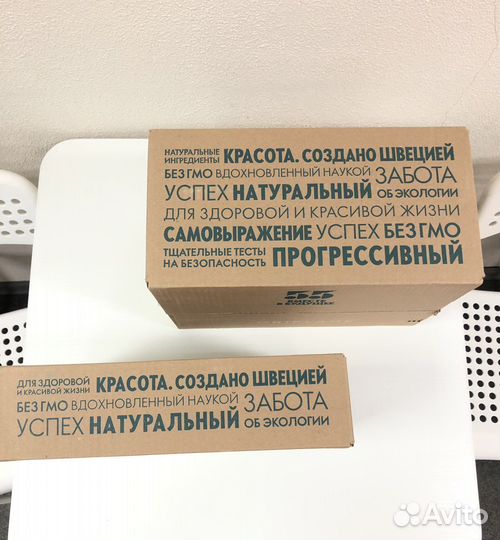 НАТУРАЛЬНЫЕ
ИНГРЕДИЕНТЫ КРАСОТА. СОЗДАНО ШВЕЦИЕЙ
БЕЗ ГМО ВДОХНОВЛЕННЫЙ НАУКОЙ ЗАБОТА
УСПЕХ НАТУРАЛЬНЫЙ ОБ ЭКОЛОГИИ
ДЛЯ ЗДОРОВОЙ И КРАСИВОЙ ЖИЗНИ
САМОВЫРАЖЕНИЕ УСПЕХ БЕЗ ГМО
ТЩАТЕЛЬНЫЕ ТЕСТЫ
НА БЕЗОПАСНОСТЬ ПРОГРЕССИВНЫЙ
ДЛЯ ЗДОРОВОЙ
И КРАСИВОЙ ЖИЗНИ КРАСОТА. СОЗДАНО ШВЕЦИЕЙ
БЕЗ ГМО ВДОХНОВЛЕННЫЙ НАУКОЙ ЗАБОТА
УСПЕХ НАТУРАЛЬНЫЙ ОБ ЭКОЛОГИИ
Avito